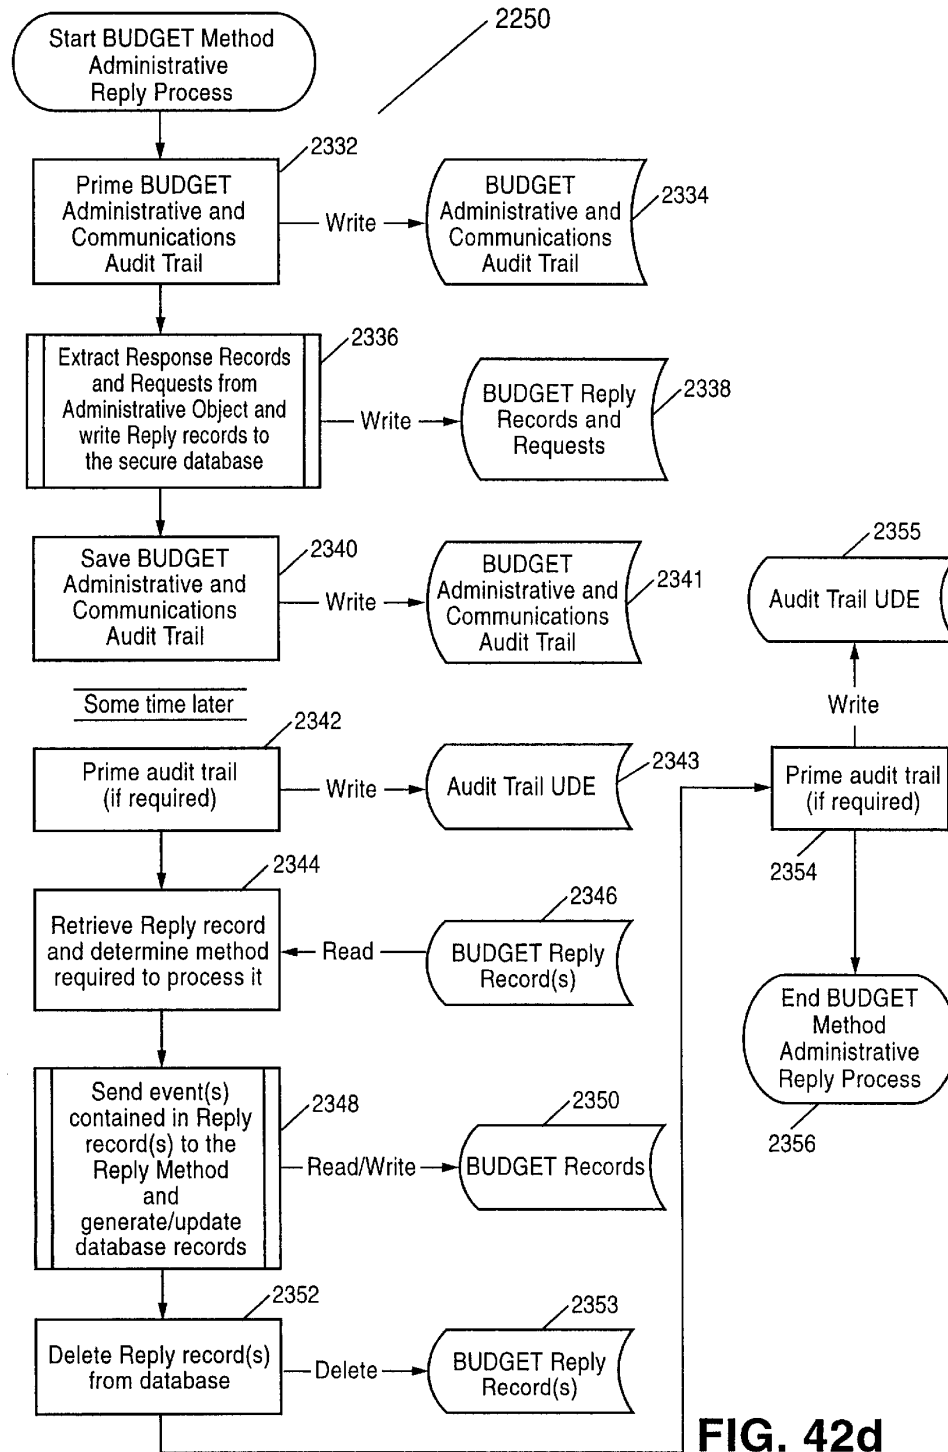 Start BUDGET Method
Administrative
Reply Process
2250
2332
Prime BUDGET
Administrative and
Communications
Audit Trail
Write
BUDGET
Administrative and
Communications
Audit Trail
2334
2336
Extract Response Records
and Requests from
Administrative Object and
write Reply records to
the secure database
Write
BUDGET Reply
Records and
Requests
2338
Save BUDGET
Administrative and
Communications
Audit Trail
2340
Write
BUDGET
Administrative and
Communications
Audit Trail
2341
Some time later
2342
Prime audit trail
(if required)
Write
Audit Trail UDE
2343
2344
Retrieve Reply record
and determine method
required to process it
Read
2346
BUDGET Reply
Record(s)
Send event(s)
contained in Reply
record(s) to the
Reply Method
and
generate/update
database records
2348
Read/Write
2350
BUDGET Records
2352
Delete Reply record(s)
from database
Delete
2353
BUDGET Reply
Record(s)
2355
Audit Trail UDE
Write
Prime audit trail
(if required)
2354
End BUDGET
Method
Administrative
Reply Process
2356
FIG. 42d